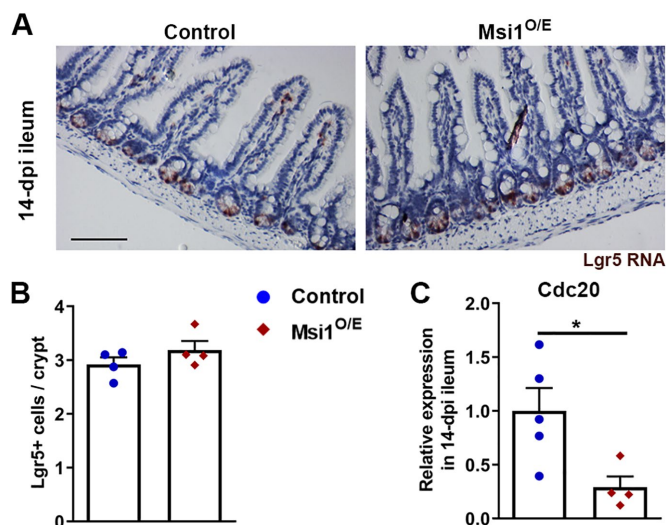 A
Control
Msi1O/E
14-dpi ileum
Lgr5 RNA
B
Lgr5+ cells / crypt
4
3
2
1
0
Control
Msi1O/E
C
Cdc20
Relative expression
in 14-dpi ileum
2.0
1.5
1.0
0.5
0.0
*